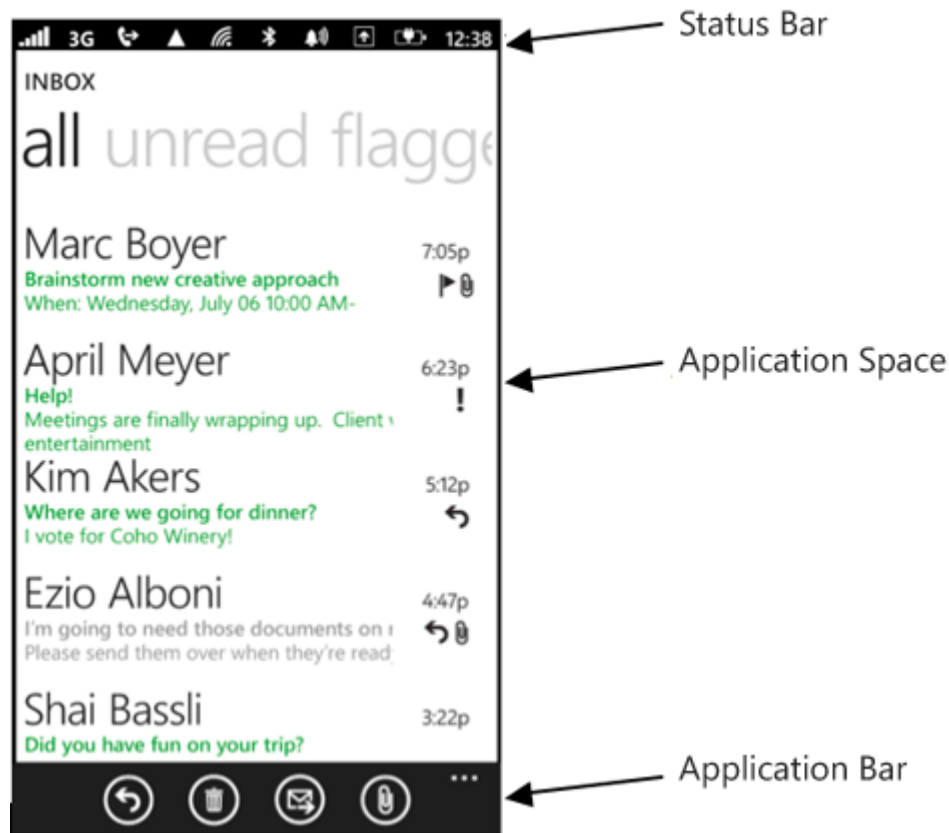 3G 12:38
Status Bar
INBOX
all unread flagge
Marc Boyer 7:05p
Brainstorm new creative approach
When: Wednesday, July 06 10:00 AM-
April Meyer 6:23p
Application Space
Help! !
Meetings are finally wrapping up. Client
entertainment
Kim Akers 5:12p
Where are we going for dinner?
I vote for Coho Winery!
Ezio Alboni 4:47p
I'm going to need those documents on
Please send them over when they're ready
Shai Bassli 3:22p
Did you have fun on your trip?
...
Application Bar